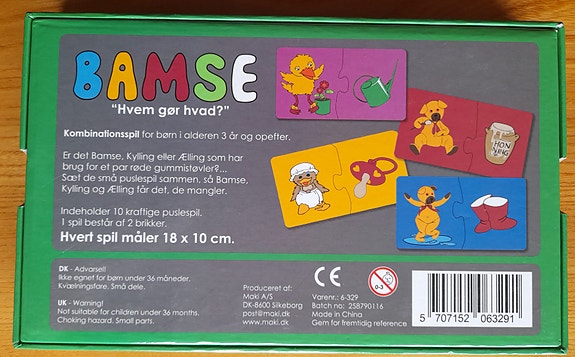 BAMSE
"Hvem gør hvad?"
Kombinationsspil for børn i alderen 3 år og opefter.
Er det Bamse, Kylling eller Ælling som har
brug for et par røde gummistøvler?...
Sæt de små puslespil sammen, så Bamse,
Kylling og Ælling får det, de mangler.
Indeholder 10 kraftige puslespil.
1 spil består af 2 brikker.
Hvert spil måler 18 x 10 cm.
HON
NING
DK - Advarsel!
Ikke egnet for børn under 36 måneder.
Kvælningsfare. Små dele.
UK - Warning!
Not suitable for children under 36 months.
Choking hazard. Small parts.
Produceret af:
Maki A/S
DK-8600 Silkeborg
post@maki.dk
www.maki.dk
CE
0-3
Varenr.: 6-329
Batch no: 258790116
Made in China
Gem for fremtidig reference
5 707152 063291